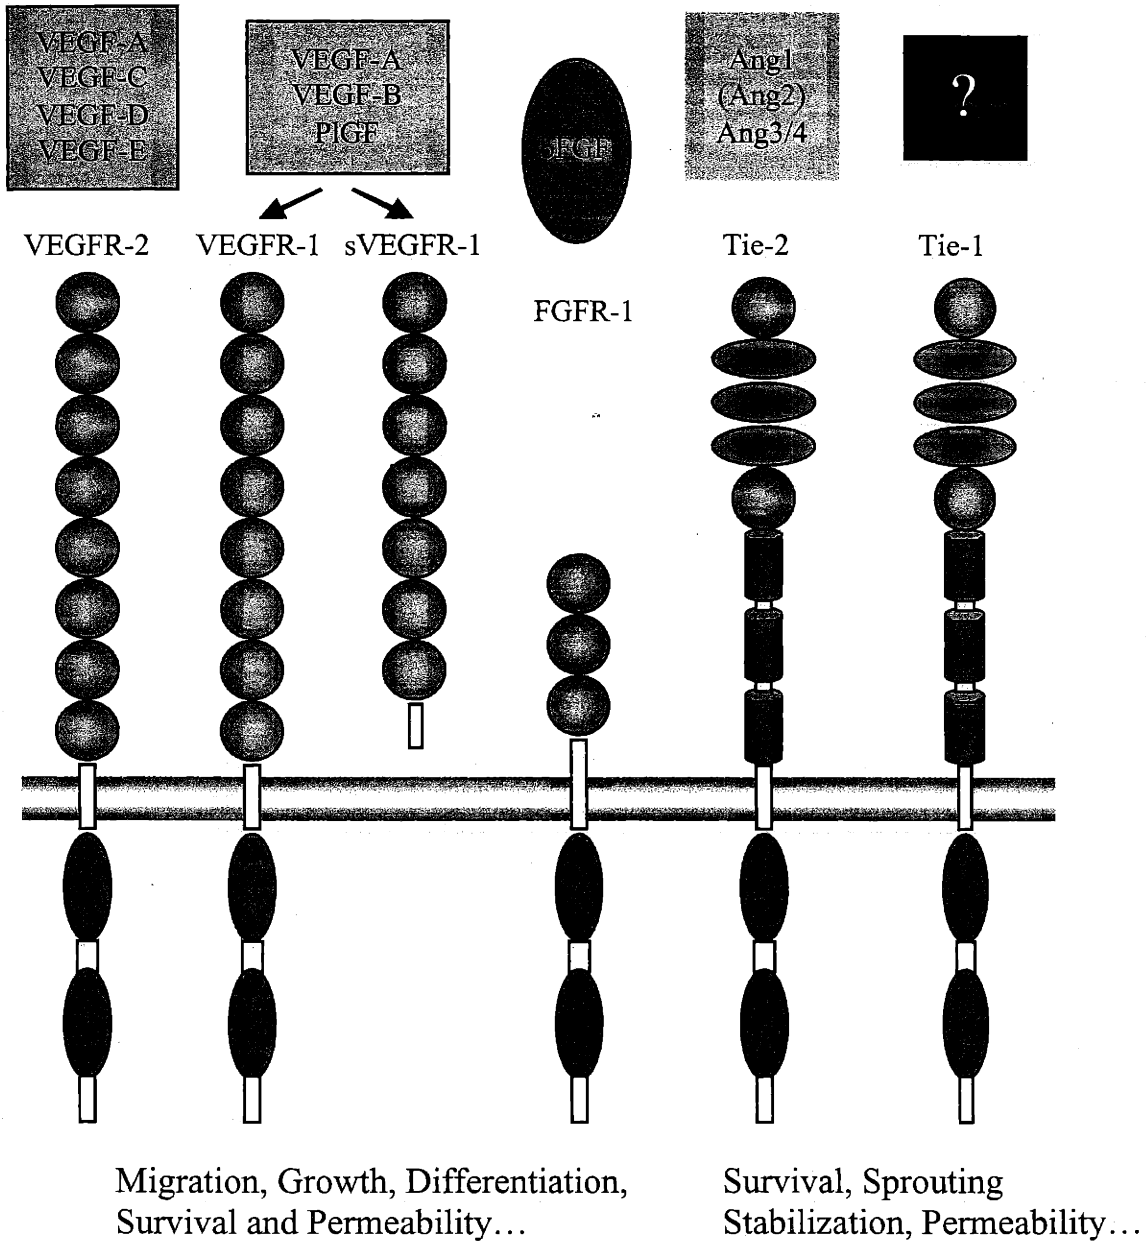 VEGF-A
VEGF-C
VEGF-D
VEGF-E
VEGF-A
VEGF-B
PlGF
bFGF
Ang1
(Ang2)
Ang3/4
?
VEGFR-2
VEGFR-1
sVEGFR-1
FGFR-1
Tie-2
Tie-1
Migration, Growth, Differentiation,
Survival and Permeability…
Survival, Sprouting
Stabilization, Permeability…